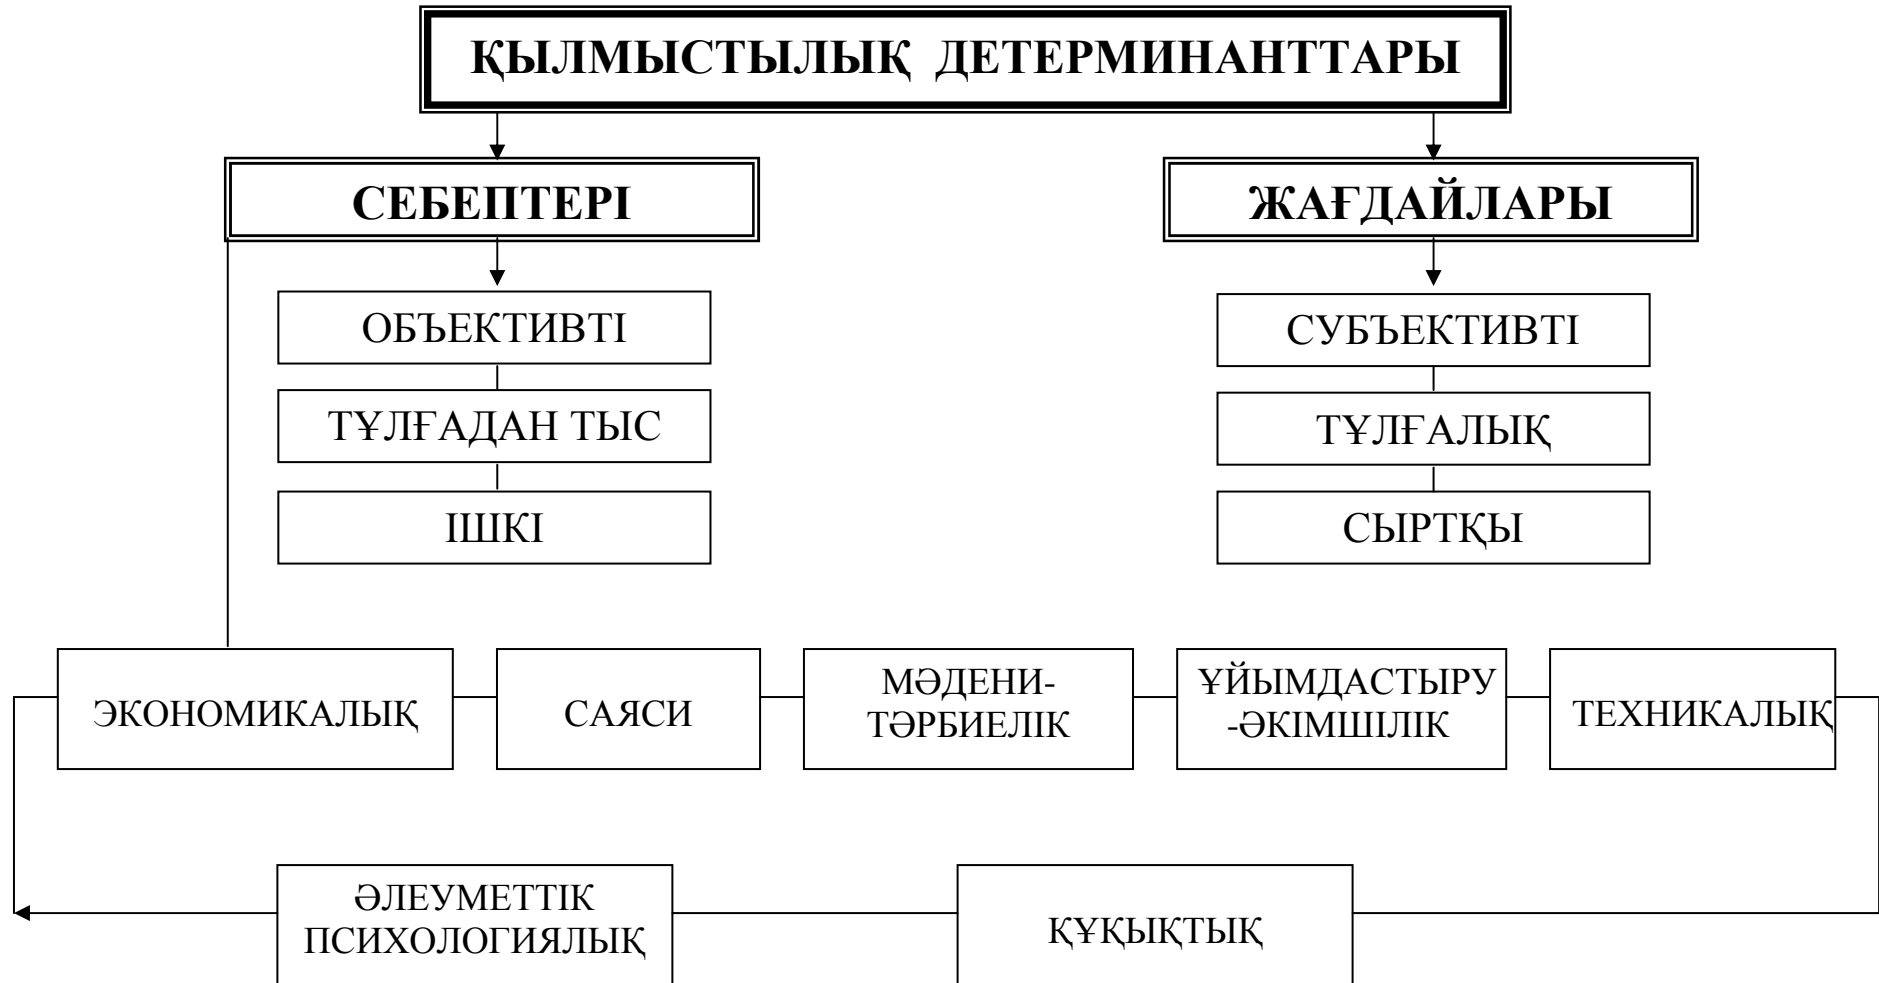 ҚЫЛМЫСТЫЛЫҚ ДЕТЕРМИНАНТТАРЫ
СЕБЕПТЕРІ
ЖАҒДАЙЛАРЫ
ОБЪЕКТИВТІ
СУБЪЕКТИВТІ
ТҰЛҒАДАН ТЫС
ТҰЛҒАЛЫҚ
ІШКІ
СЫРТҚЫ
ЭКОНОМИКАЛЫҚ
САЯСИ
МӘДЕНИ-
ТӘРБИЕЛІК
ҰЙЫМДАСТЫРУ
-ӘКІМШІЛІК
ТЕХНИКАЛЫҚ
ӘЛЕУМЕТТІК
ПСИХОЛОГИЯЛЫҚ
ҚҰҚЫҚТЫҚ